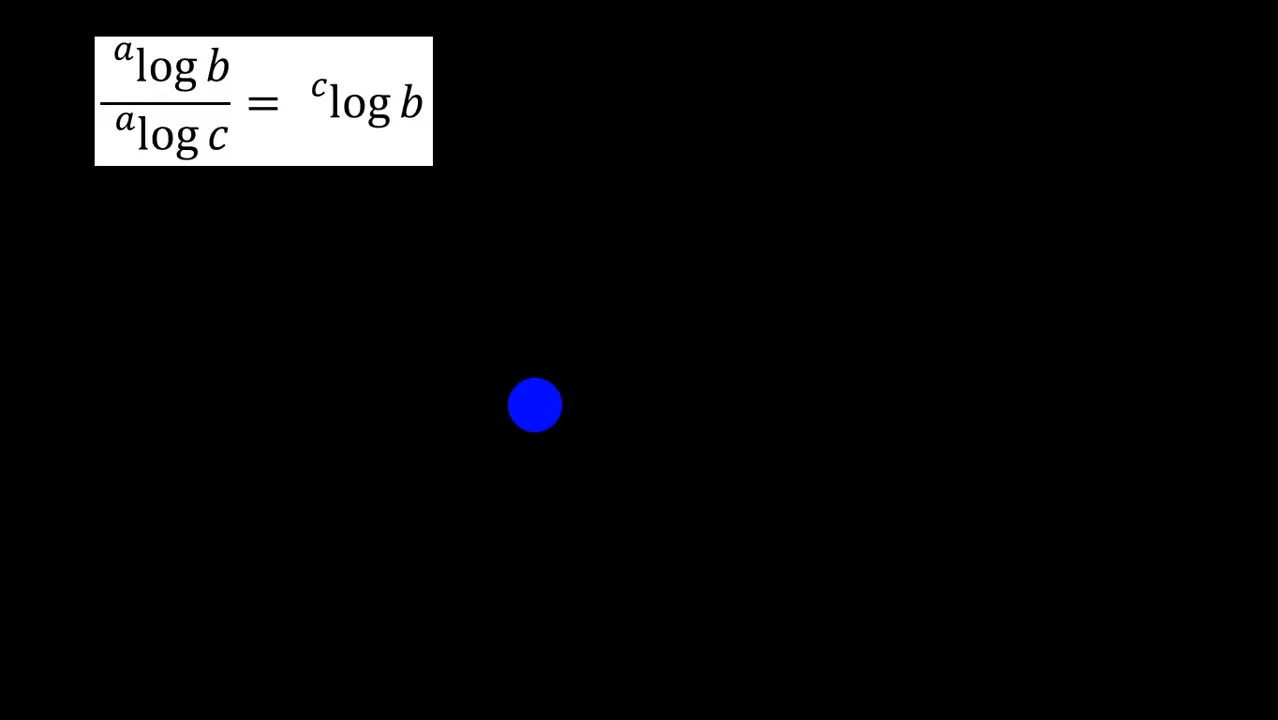 ᵃlog b / ᵃlog c = ᶜlog b